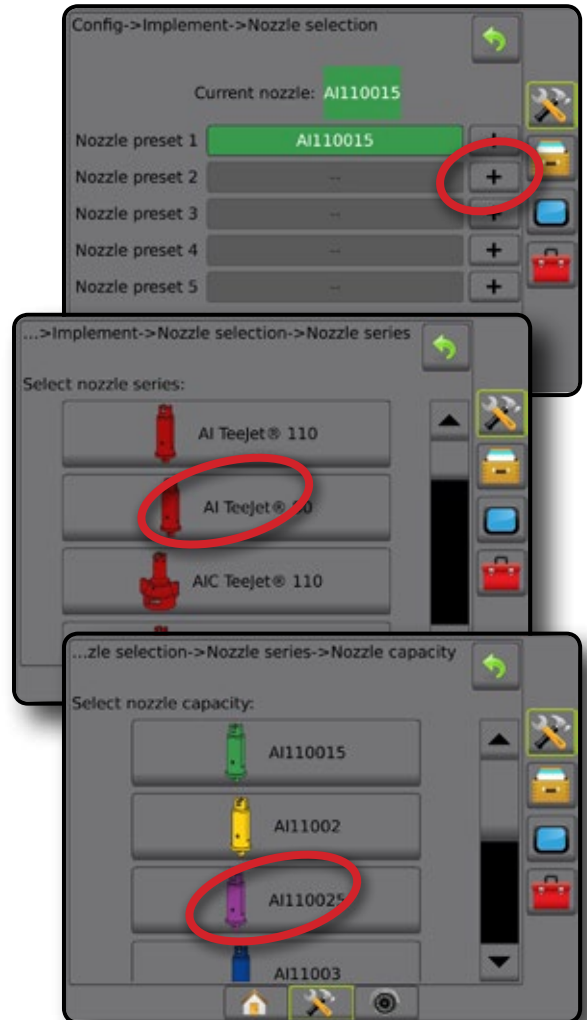 Config->Implement->Nozzle selection
Current nozzle: AI110015
Nozzle preset 1 AI110015 +
Nozzle preset 2 -- +
Nozzle preset 3 -- +
Nozzle preset 4 -- +
Nozzle preset 5 -- +
...>Implement->Nozzle selection->Nozzle series
Select nozzle series:
AI TeeJet® 110
AI TeeJet® 80
AIC TeeJet® 110
...zle selection->Nozzle series->Nozzle capacity
Select nozzle capacity:
AI110015
AI11002
AI110025
AI11003